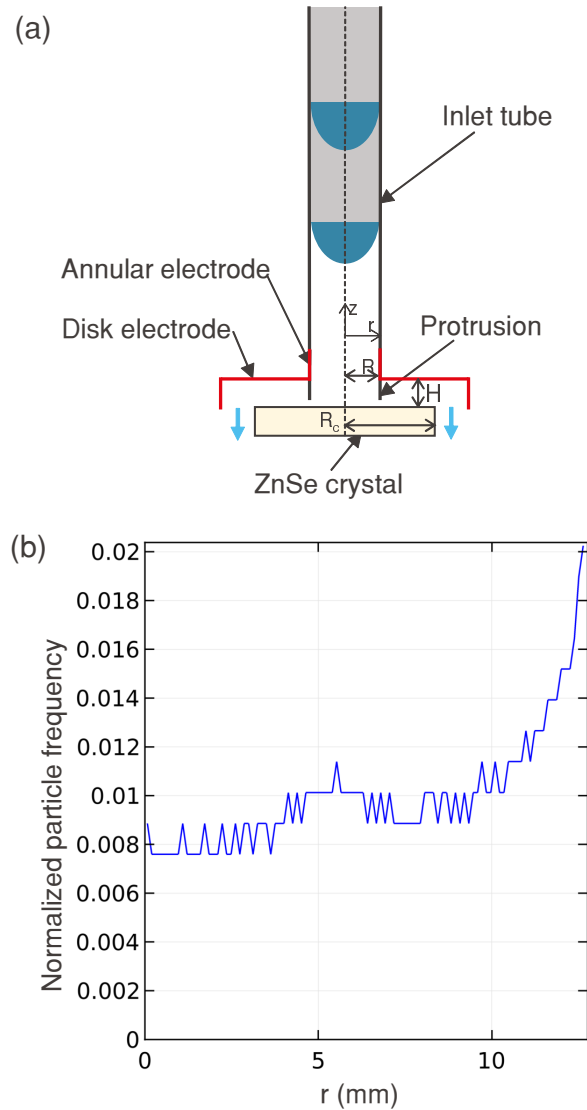 (a)
Inlet tube
Annular electrode
Disk electrode
z
r
Protrusion
R
H
R_c
ZnSe crystal
(b)
Normalized particle frequency
0.02
0.018
0.016
0.014
0.012
0.01
0.008
0.006
0.004
0.002
0
0 5 10
r (mm)